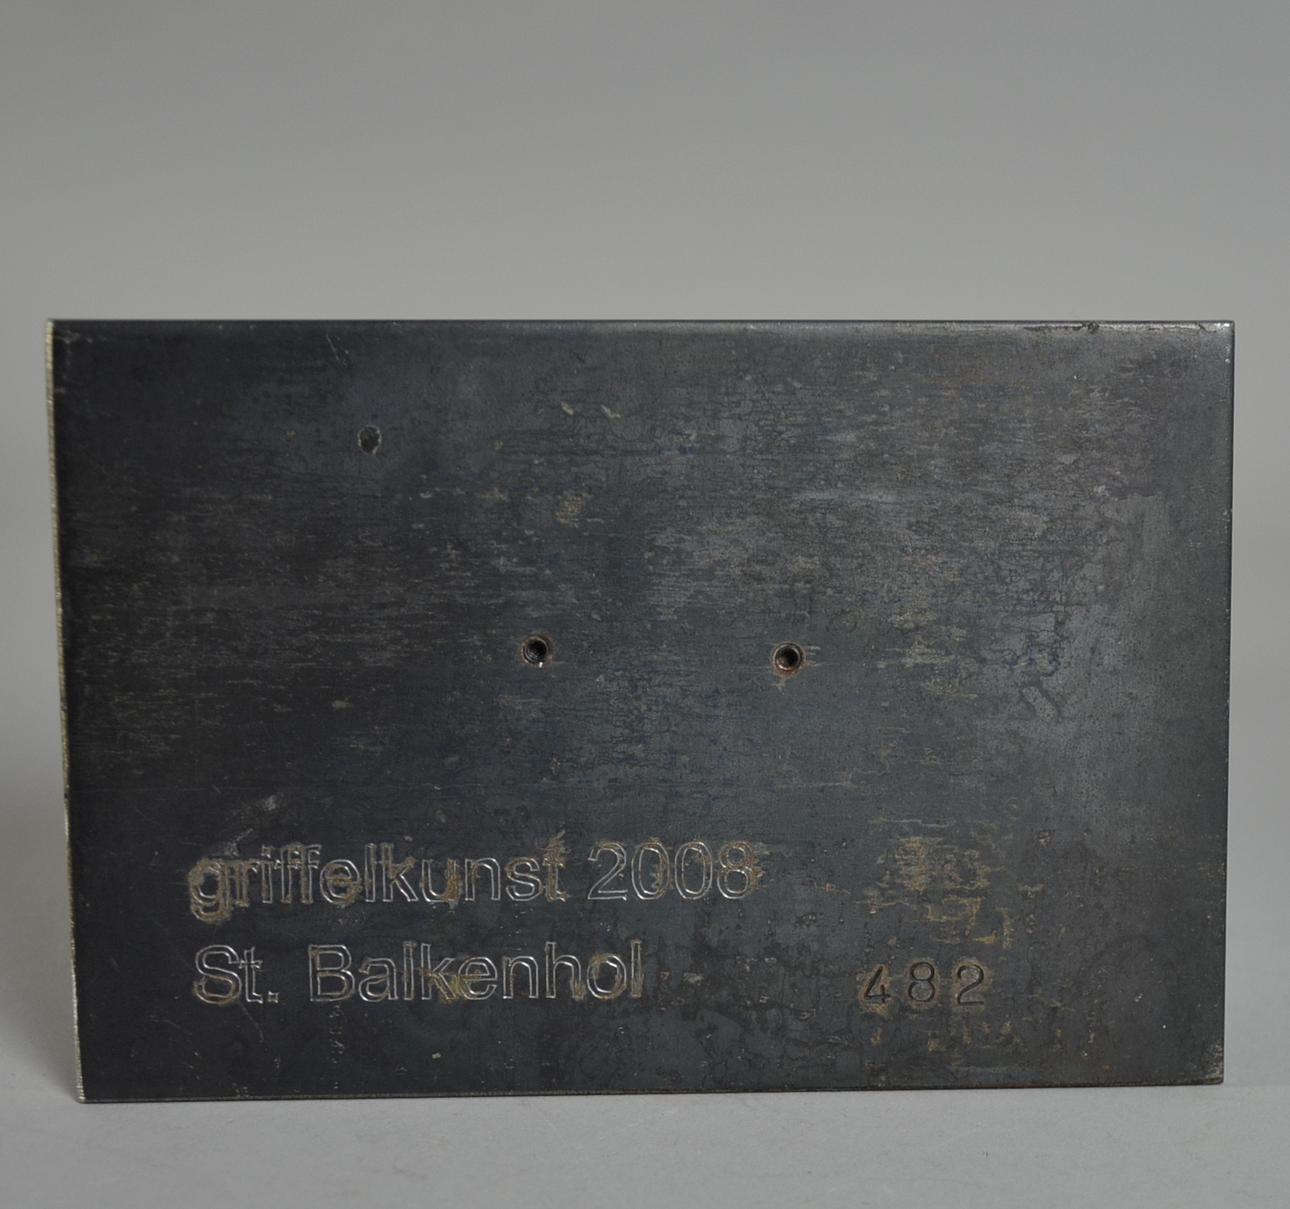 griffelkunst 2008
St. Balkenhol 482